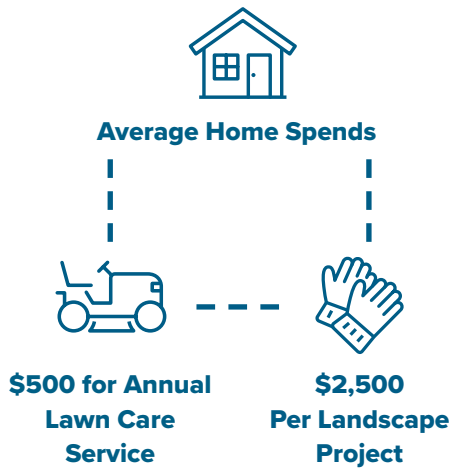 Average Home Spends
$500 for Annual
Lawn Care
Service
$2,500
Per Landscape
Project